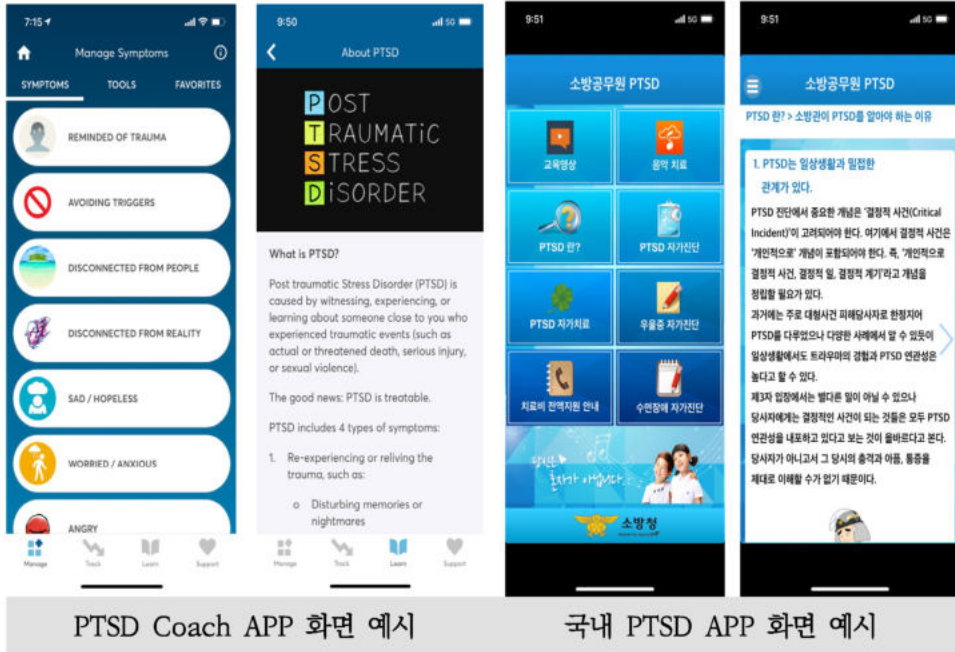 7:15
Manage Symptoms
SYMPTOMS TOOLS FAVORITES
REMINDED OF TRAUMA
AVOIDING TRIGGERS
DISCONNECTED FROM PEOPLE
DISCONNECTED FROM REALITY
SAD / HOPELESS
WORRIED / ANXIOUS
ANGRY
Manage Track Learn Support
9:50 5G
About PTSD
POST
TRAUMATiC
STRESS
DiSORDER
What is PTSD?
Post traumatic Stress Disorder (PTSD) is
caused by witnessing, experiencing, or
learning about someone close to you who
experienced traumatic events (such as
actual or threatened death, serious injury,
or sexual violence).
The good news: PTSD is treatable.
PTSD includes 4 types of symptoms:
1. Re-experiencing or reliving the
trauma, such as:
o Disturbing memories or
nightmares
Manage Track Learn Support
9:51 5G
소방공무원 PTSD
교육영상 음악 치료
PTSD 란? PTSD 자가진단
PTSD 자가치료 우울증 자가진단
치료비 전액지원 안내 수면장애 자가진단
당신은
혼자가 아닙니다
소방청
9:51 5G
소방공무원 PTSD
PTSD 란? > 소방관이 PTSD를 알아야 하는 이유
1. PTSD는 일상생활과 밀접한
관계가 있다.
PTSD 진단에서 중요한 개념은 '결정적 사건(Critical
Incident)'이 고려되어야 한다. 여기에서 결정적 사건은
'개인적으로' 개념이 포함되어야 한다. 즉, '개인적으로
결정적 사건, 결정적 일, 결정적 계기'라고 개념을
정립할 필요가 있다.
과거에는 주로 대형사건 피해당사자로 한정지어
PTSD를 다루었으나 다양한 사례에서 알 수 있듯이
일상생활에서도 트라우마의 경험과 PTSD 연관성은
높다고 할 수 있다.
제3자 입장에서는 별다른 일이 아닐 수 있으나
당사자에게는 결정적인 사건이 되는 것들은 모두 PTSD
연관성을 내포하고 있다고 보는 것이 올바르다고 본다.
당사자가 아니고서 그 당시의 충격과 아픔, 통증을
제대로 이해할 수가 없기 때문이다.
PTSD Coach APP 화면 예시
국내 PTSD APP 화면 예시